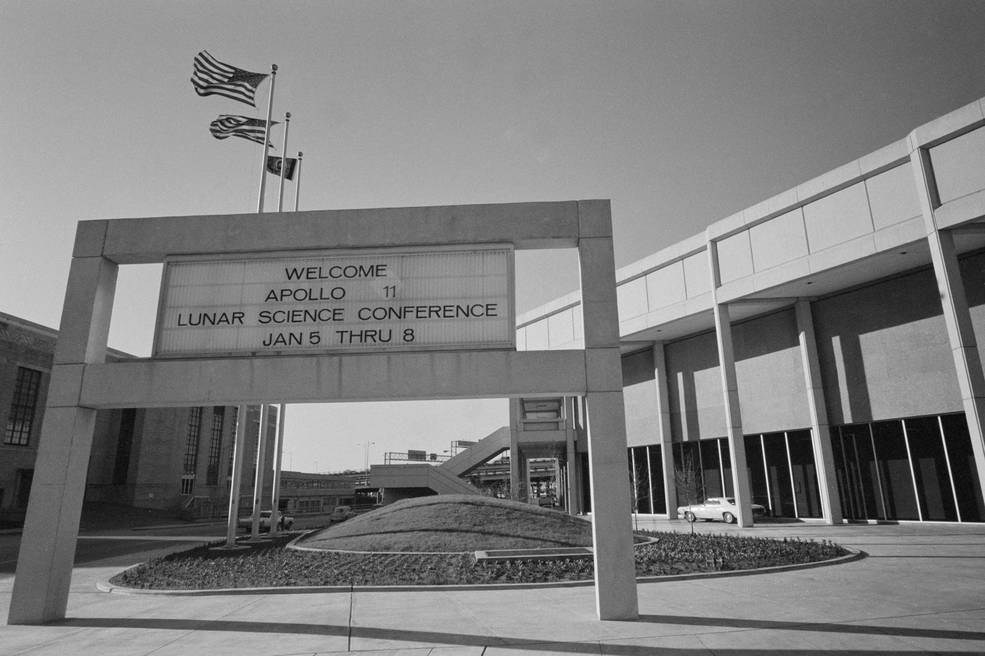 WELCOME
APOLLO 11
LUNAR SCIENCE CONFERENCE
JAN 5 THRU 8